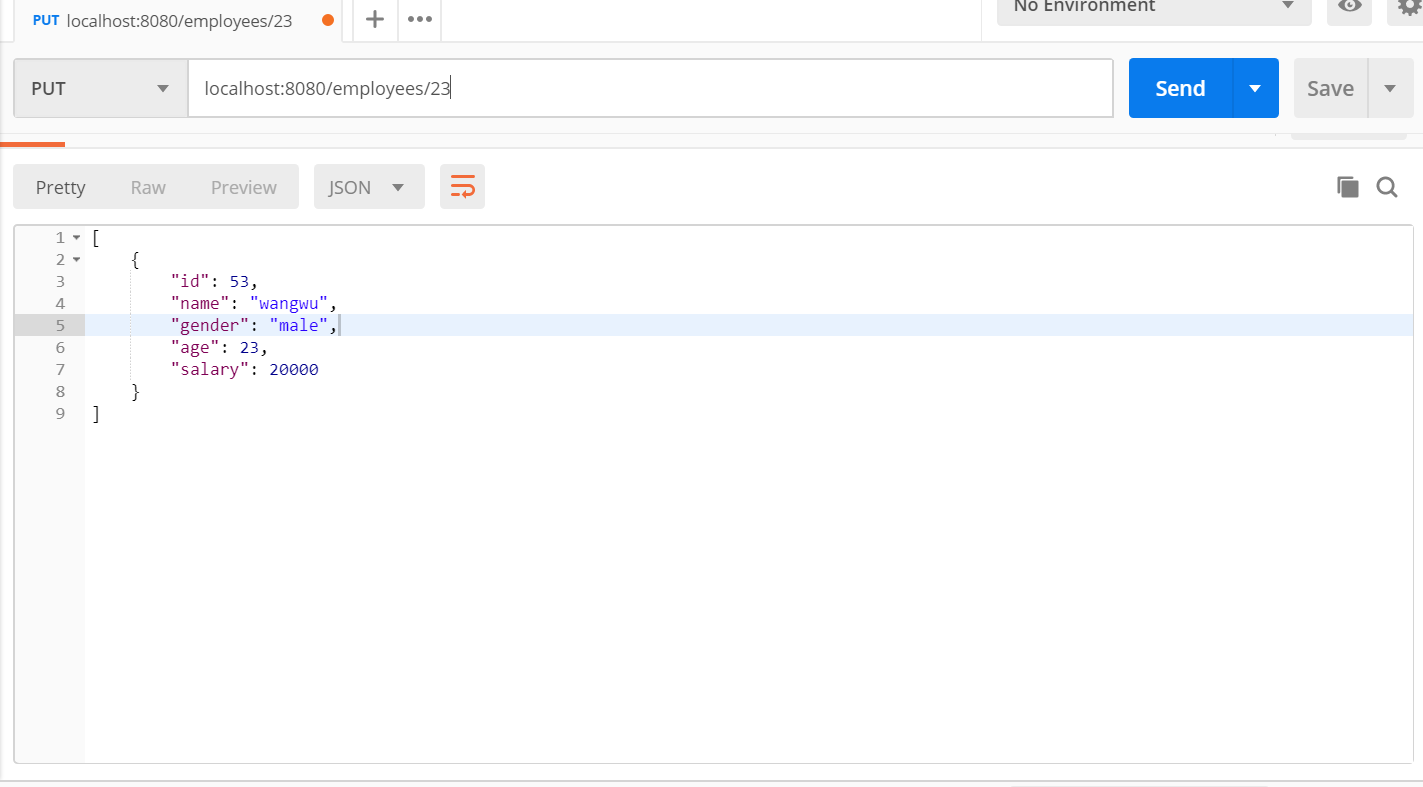 PUT localhost:8080/employees/23
No Environment
PUT localhost:8080/employees/23 Send Save
Pretty Raw Preview JSON
1 [
2 {
3 "id": 53,
4 "name": "wangwu",
5 "gender": "male",
6 "age": 23,
7 "salary": 20000
8 }
9 ]